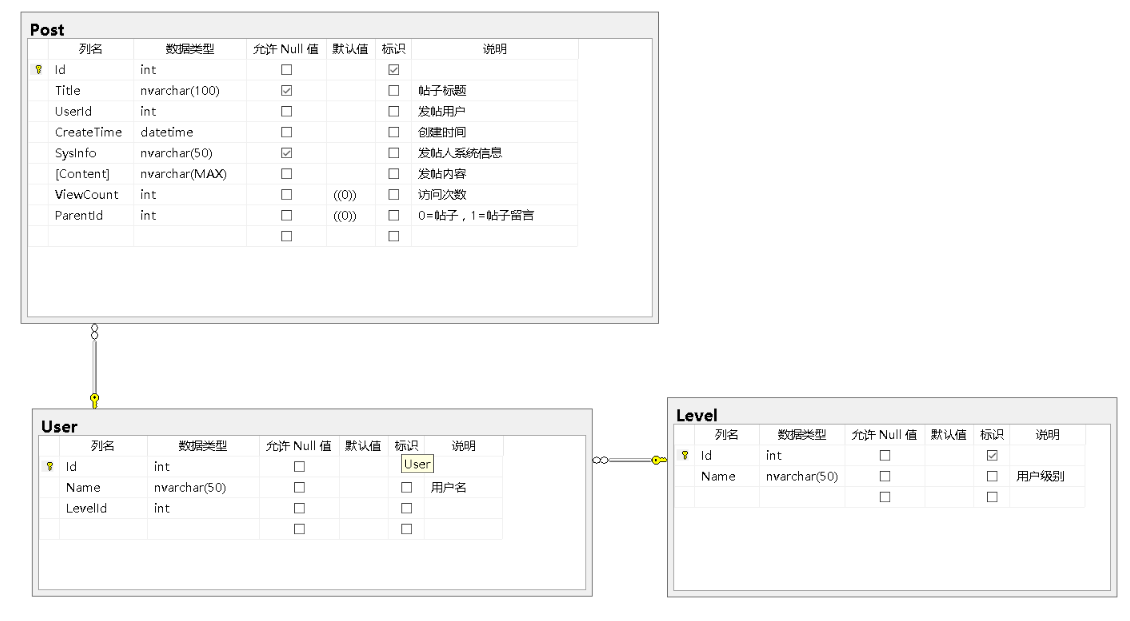 Post
列名 数据类型 允许 Null 值 默认值 标识 说明
Id int
Title nvarchar(100) 帖子标题
UserId int 发帖用户
CreateTime datetime 创建时间
SysInfo nvarchar(50) 发帖人系统信息
[Content] nvarchar(MAX) 发帖内容
ViewCount int ((0)) 访问次数
ParentId int ((0)) 0=帖子，1=帖子留言
User
列名 数据类型 允许 Null 值 默认值 标识 说明
Id int User
Name nvarchar(50) 用户名
LevelId int
Level
列名 数据类型 允许 Null 值 默认值 标识 说明
Id int
Name nvarchar(50) 用户级别